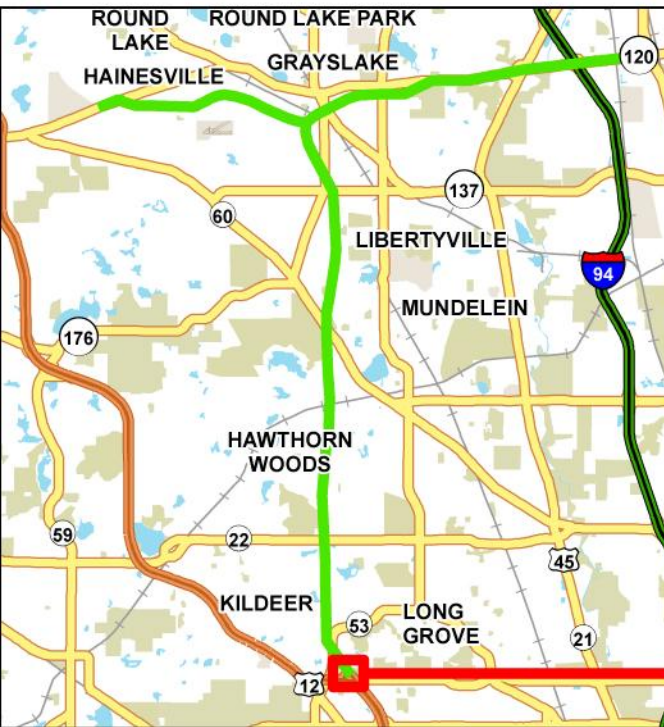 ROUND
LAKE
ROUND LAKE PARK
GRAYSLAKE
HAINESVILLE
120
137
60
LIBERTYVILLE
94
MUNDELEIN
176
HAWTHORN
WOODS
59
22
45
KILDEER
LONG
GROVE
53
21
12